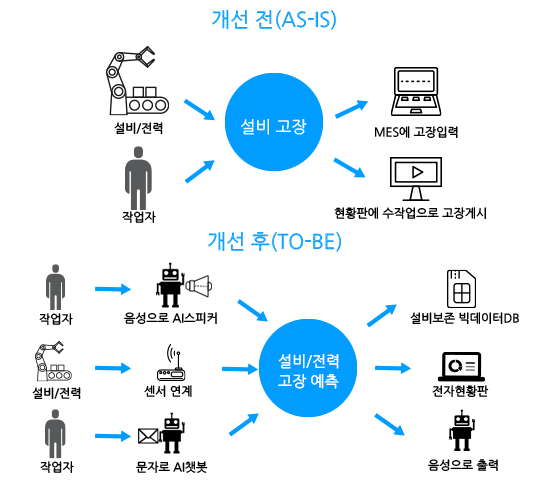 개선 전(AS-IS)
설비/전력
설비 고장
MES에 고장입력
작업자
현황판에 수작업으로 고장게시
개선 후(TO-BE)
작업자
음성으로 AI스피커
설비보존 빅데이터DB
설비/전력
센서 연계
설비/전력
고장 예측
전자현황판
작업자
문자로 AI챗봇
음성으로 출력